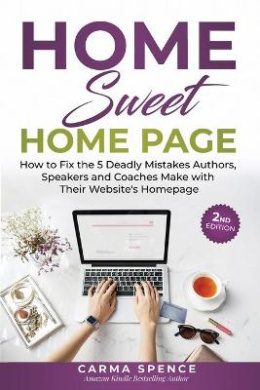 HOME
Sweet
HOME PAGE
How to Fix the 5 Deadly Mistakes Authors,
Speakers and Coaches Make with
Their Website's Homepage
2ND
EDITION
CARMA SPENCE
Amazon Kindle Bestselling Author